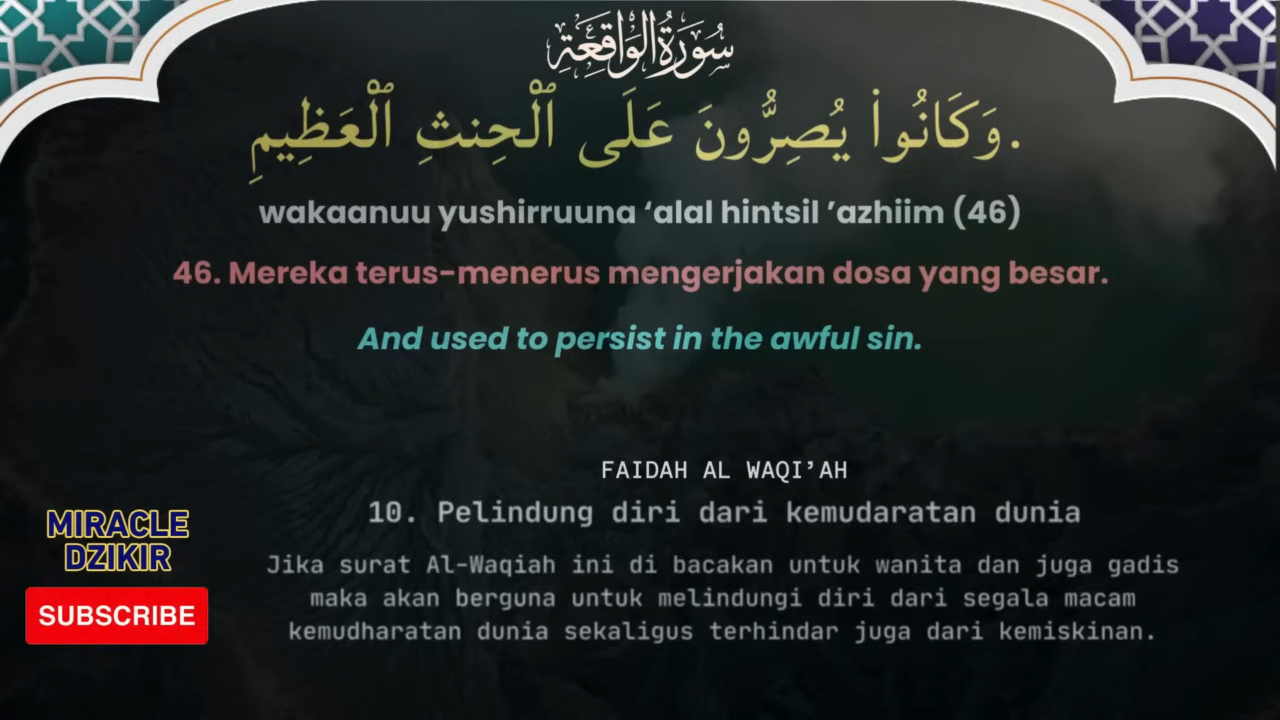 سُورَةُ الْوَاقِعَةِ
وَكَانُوا۟ يُصِرُّونَ عَلَى ٱلْحِنثِ ٱلْعَظِيمِ.
wakaanuu yushirruuna ‘alal hintsil ’azhiim (46)
46. Mereka terus-menerus mengerjakan dosa yang besar.
And used to persist in the awful sin.
FAIDAH AL WAQI’AH
10. Pelindung diri dari kemudaratan dunia
Jika surat Al-Waqiah ini di bacakan untuk wanita dan juga gadis
maka akan berguna untuk melindungi diri dari segala macam
kemudharatan dunia sekaligus terhindar juga dari kemiskinan.
MIRACLE
DZIKIR
SUBSCRIBE